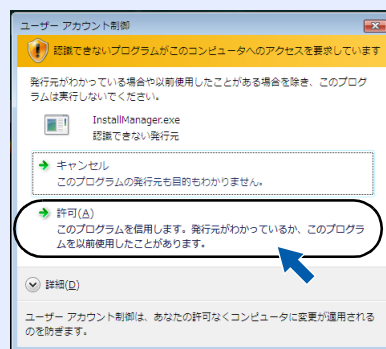 ユーザー アカウント制御
認識できないプログラムがこのコンピュータへのアクセスを要求しています
発行元がわかっている場合や以前使用したことがある場合を除き、このプログ
ラムは実行しないでください。
InstallManager.exe
認識できない発行元
キャンセル
このプログラムの発行元も目的もわかりません。
許可(A)
このプログラムを信用します。発行元がわかっているか、このプログラ
ムを以前使用したことがあります。
詳細(D)
ユーザー アカウント制御は、あなたの許可なくコンピュータに変更が適用される
のを防ぎます。